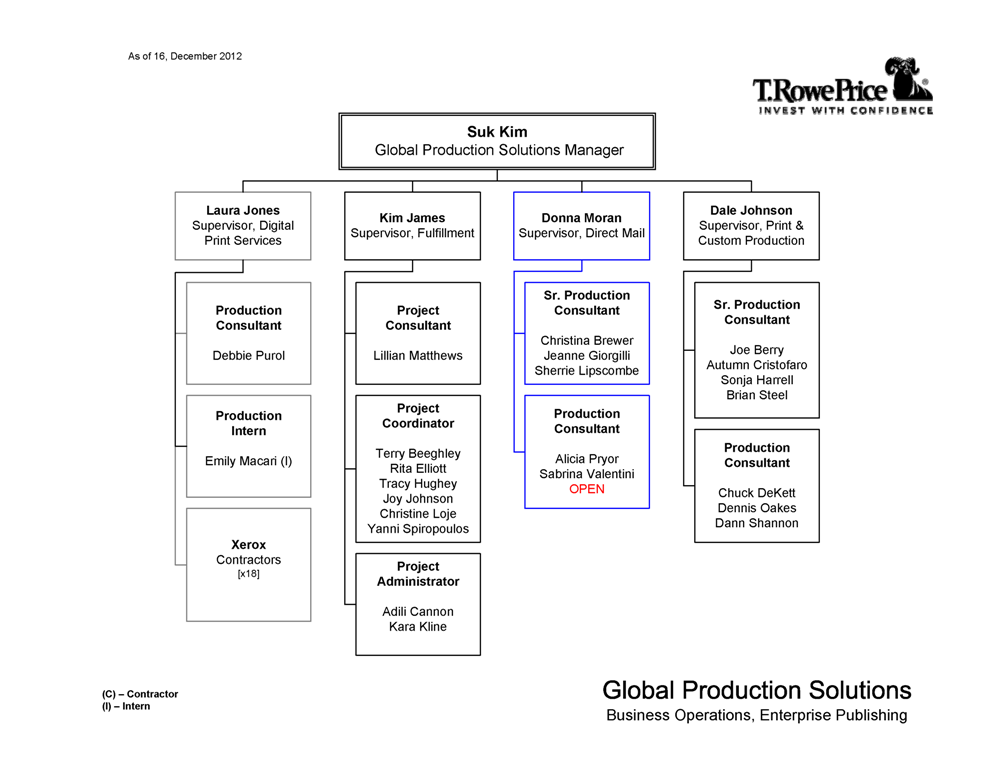 As of 16, December 2012
T.RowePrice®
INVEST WITH CONFIDENCE
Suk Kim
Global Production Solutions Manager
Laura Jones
Supervisor, Digital
Print Services
Production
Consultant
Debbie Purol
Production
Intern
Emily Macari (I)
Xerox
Contractors
[x18]
Kim James
Supervisor, Fulfillment
Project
Consultant
Lillian Matthews
Project
Coordinator
Terry Beeghley
Rita Elliott
Tracy Hughey
Joy Johnson
Christine Loje
Yanni Spiropoulos
Project
Administrator
Adili Cannon
Kara Kline
Donna Moran
Supervisor, Direct Mail
Sr. Production
Consultant
Christina Brewer
Jeanne Giorgilli
Sherrie Lipscombe
Production
Consultant
Alicia Pryor
Sabrina Valentini
OPEN
Dale Johnson
Supervisor, Print &
Custom Production
Sr. Production
Consultant
Joe Berry
Autumn Cristofaro
Sonja Harrell
Brian Steel
Production
Consultant
Chuck DeKett
Dennis Oakes
Dann Shannon
(C) – Contractor
(I) – Intern
Global Production Solutions
Business Operations, Enterprise Publishing